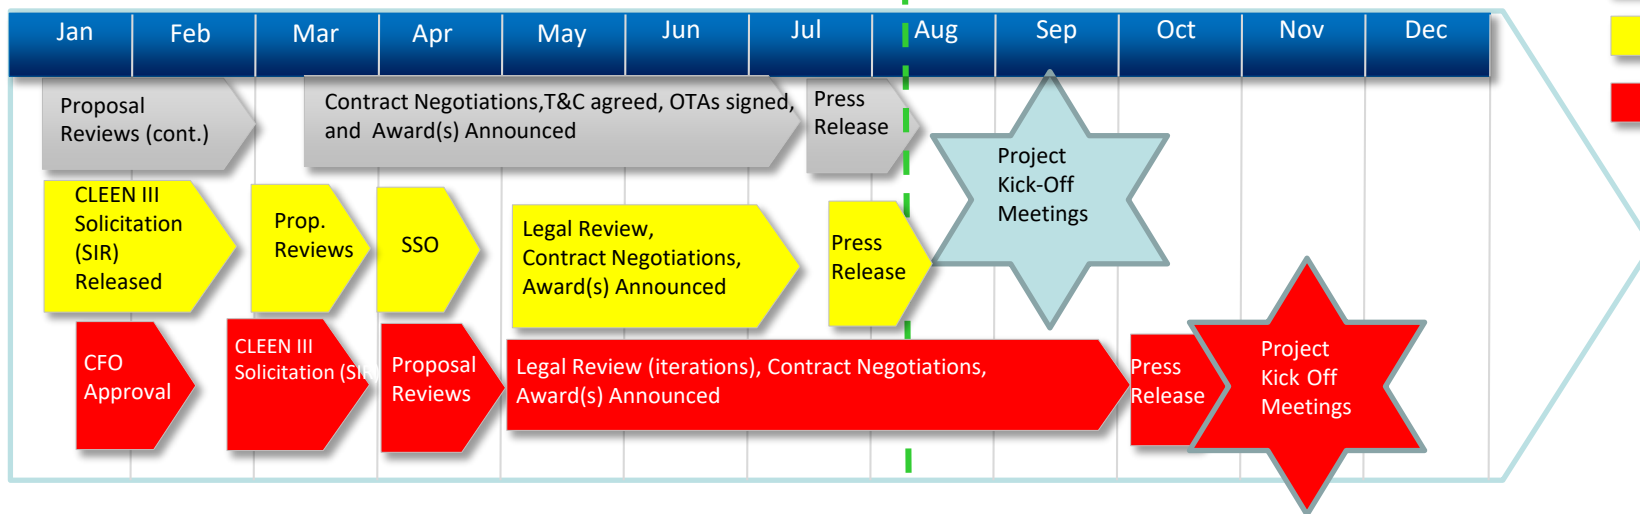 Jan Feb Mar Apr May Jun Jul Aug Sep Oct Nov Dec
Proposal
Reviews (cont.)
Contract Negotiations,T&C agreed, OTAs signed,
and Award(s) Announced
Press
Release
Project
Kick-Off
Meetings
CLEEN III
Solicitation
(SIR)
Released
Prop.
Reviews
SSO
Legal Review,
Contract Negotiations,
Award(s) Announced
Press
Release
CFO
Approval
CLEEN III
Solicitation (SIR)
Proposal
Reviews
Legal Review (iterations), Contract Negotiations,
Award(s) Announced
Press
Release
Project
Kick Off
Meetings